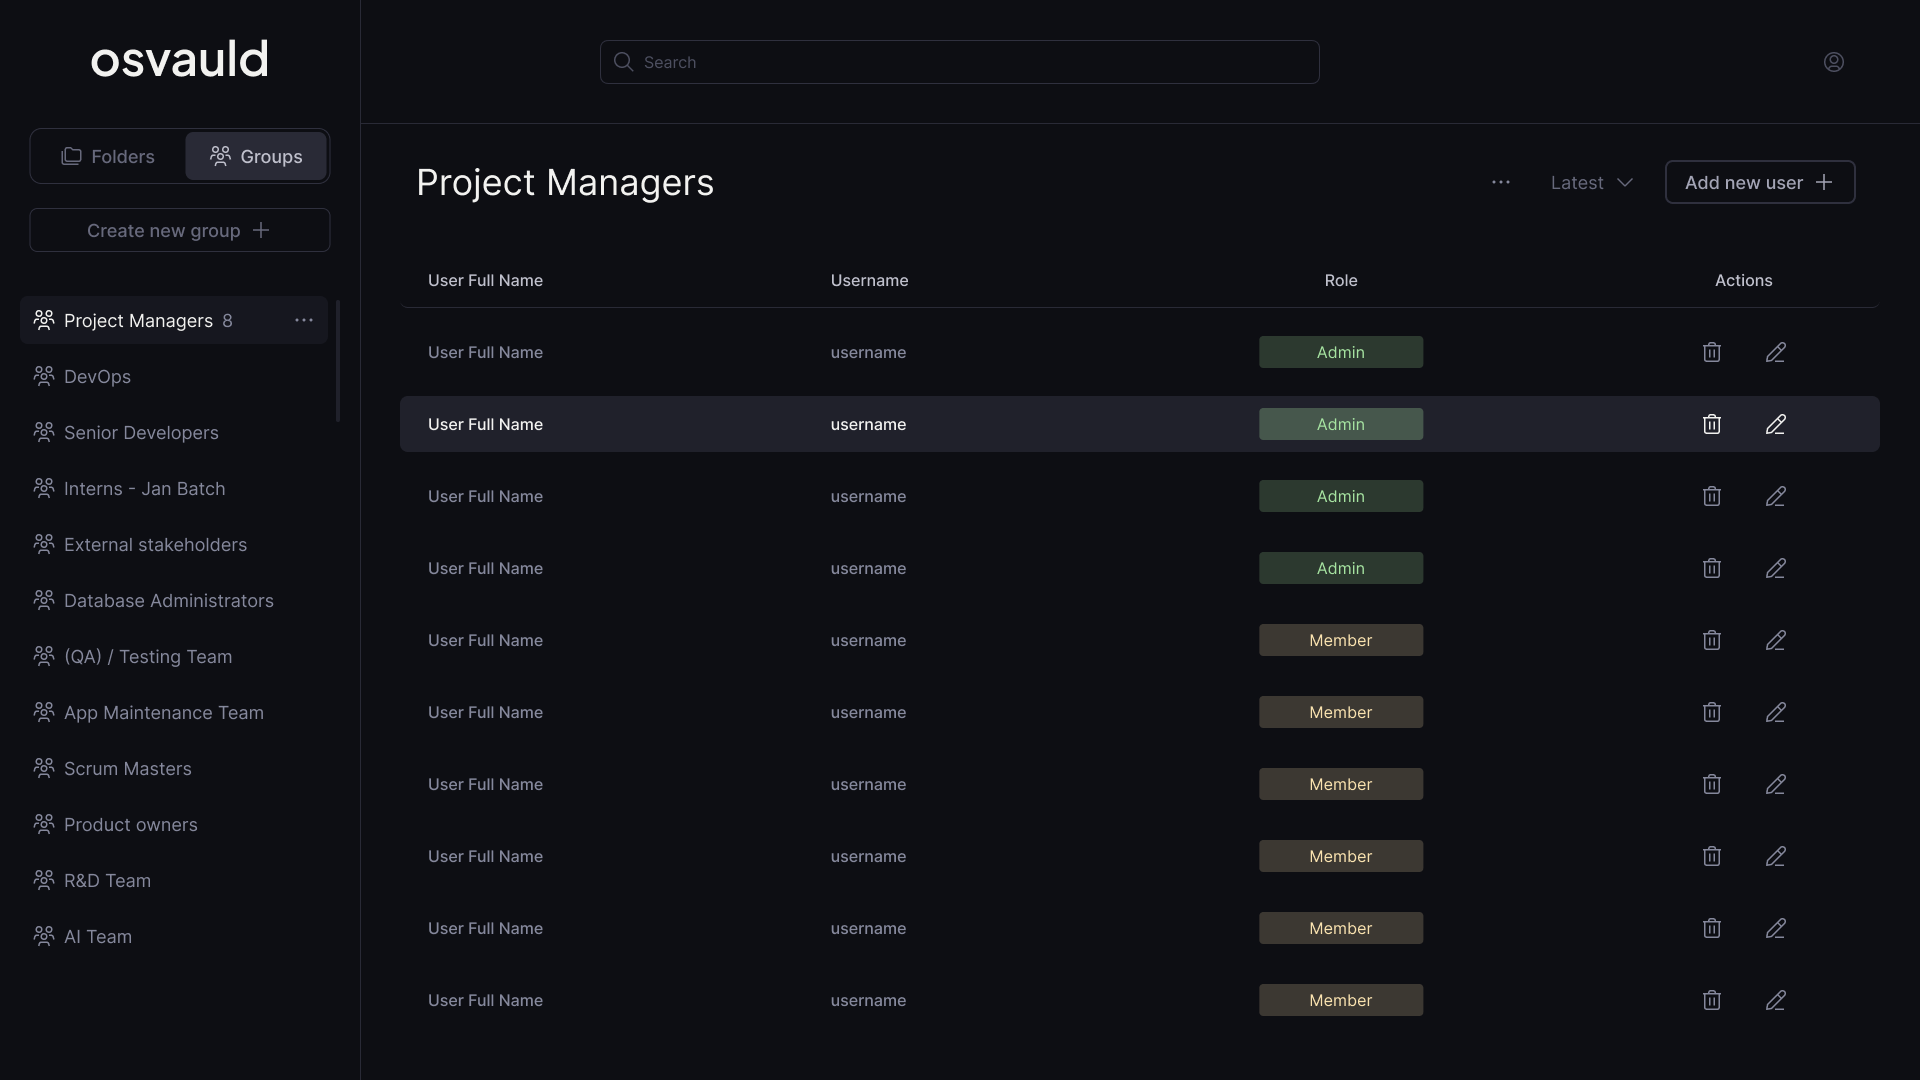 osvauld
Search
Folders
Groups
Create new group
Project Managers 8
DevOps
Senior Developers
Interns - Jan Batch
External stakeholders
Database Administrators
(QA) / Testing Team
App Maintenance Team
Scrum Masters
Product owners
R&D Team
AI Team
Project Managers
Latest
Add new user
User Full Name Username Role Actions
User Full Name username Admin
User Full Name username Admin
User Full Name username Admin
User Full Name username Admin
User Full Name username Member
User Full Name username Member
User Full Name username Member
User Full Name username Member
User Full Name username Member
User Full Name username Member